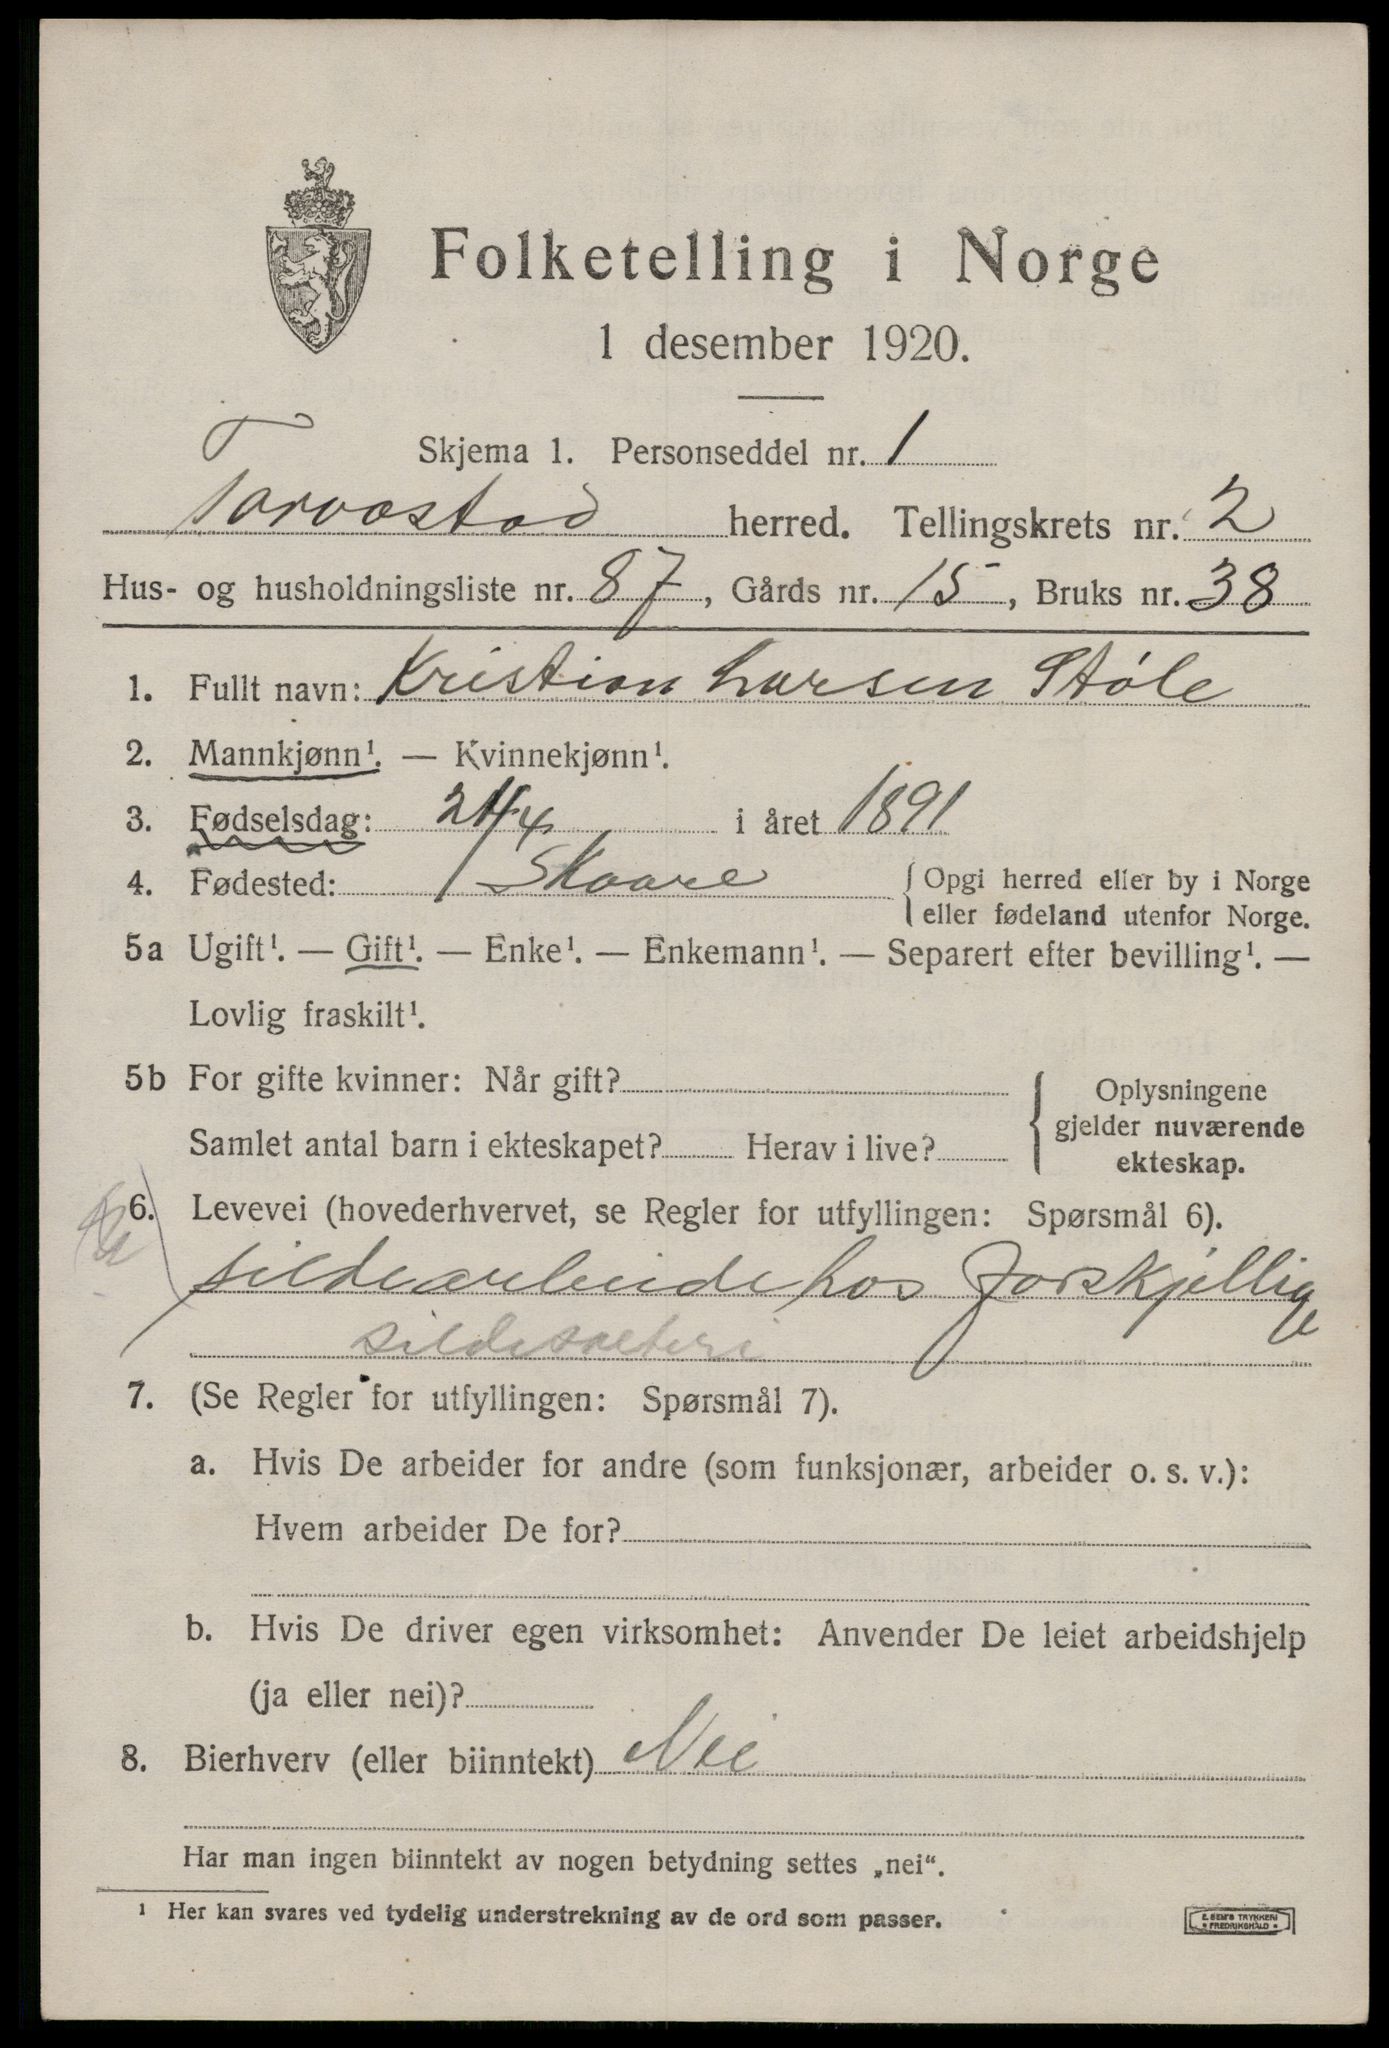 Folketelling i Norge
1 desember 1920.
Skjema 1. Personseddel nr. 1
Torvastad herred. Tellingskrets nr. 2
Hus- og husholdningsliste nr. 87, Gårds nr. 15, Bruks nr. 38
1. Fullt navn: Kristian Larsen Støle
2. Mannkjønn¹. — Kvinnekjønn¹.
3. Fødselsdag: 24/4 i året 1891
4. Fødested: Skaare { Opgi herred eller by i Norge
eller fødeland utenfor Norge.
5a Ugift¹. — Gift¹. — Enke¹. — Enkemann¹. — Separert efter bevilling¹. —
Lovlig fraskilt¹.
5b For gifte kvinner: Når gift?
Samlet antal barn i ekteskapet? Herav i live?
Oplysningene
gjelder nuværende
ekteskap.
6. Levevei (hovederhvervet, se Regler for utfyllingen: Spørsmål 6).
sildearbeide hos forskjellige
sildesalteri
7. (Se Regler for utfyllingen: Spørsmål 7).
a. Hvis De arbeider for andre (som funksjonær, arbeider o. s. v.):
Hvem arbeider De for?
b. Hvis De driver egen virksomhet: Anvender De leiet arbeidshjelp
(ja eller nei)?
8. Bierhverv (eller biinntekt) Nei
Har man ingen biinntekt av nogen betydning settes „nei“.
¹ Her kan svares ved tydelig understrekning av de ord som passer.
E. SEM'S TRYKKERI
FREDRIKSHALD